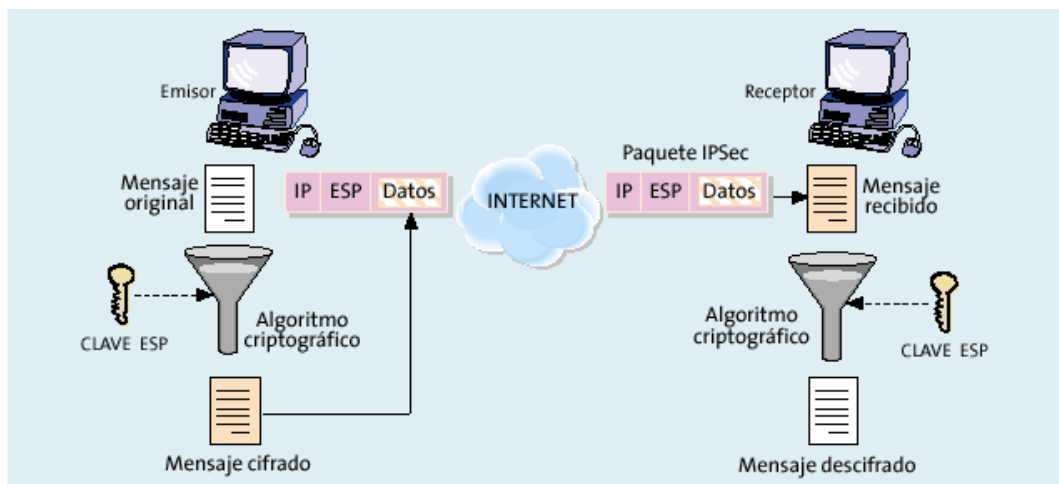 Emisor
Mensaje
original
IP ESP Datos
CLAVE ESP
Algoritmo
criptográfico
Mensaje cifrado
INTERNET
Receptor
Paquete IPSec
IP ESP Datos
Mensaje
recibido
Algoritmo
criptográfico
CLAVE ESP
Mensaje descifrado